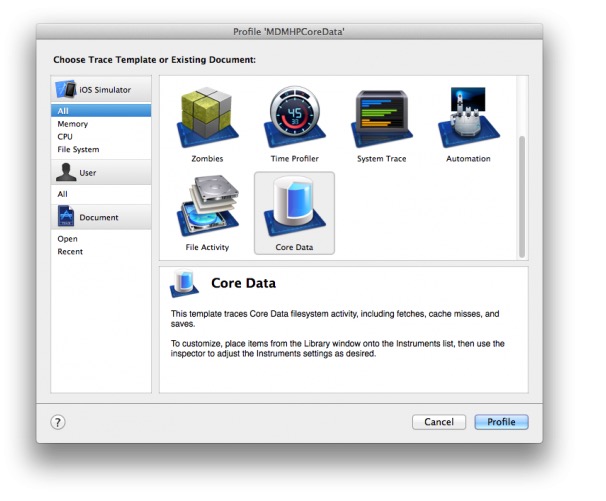 Profile 'MDMHPCoreData'
Choose Trace Template or Existing Document:
iOS Simulator
All
Memory
CPU
File System
User
All
Document
Open
Recent
45
Zombies
Time Profiler
System Trace
Automation
File Activity
Core Data
Core Data
This template traces Core Data filesystem activity, including fetches, cache misses, and
saves.
To customize, place items from the Library window onto the Instruments list, then use the
inspector to adjust the Instruments settings as desired.
?
Cancel
Profile